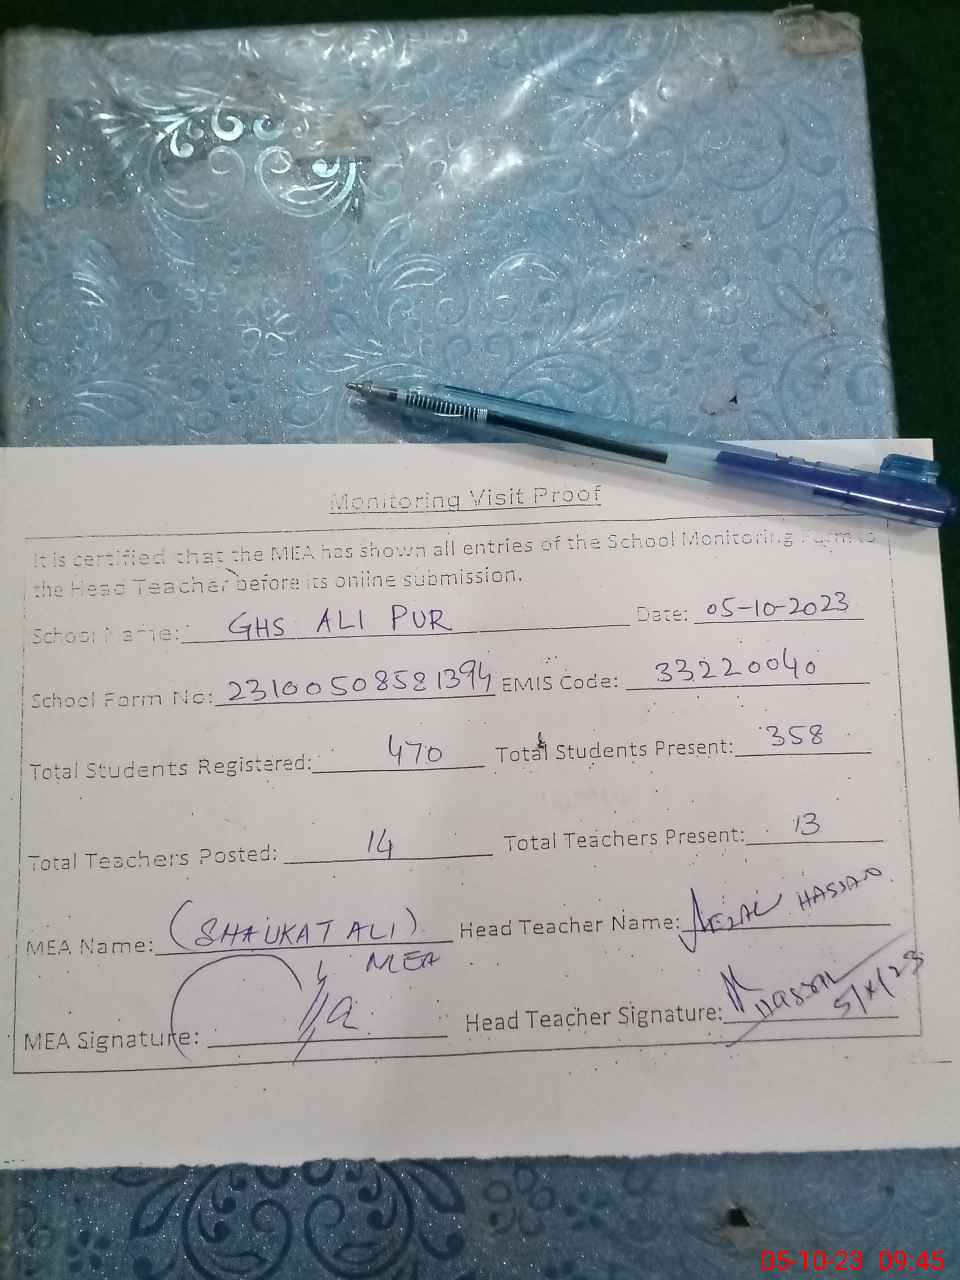 Monitoring Visit Proof
It is certified that the MEA has shown all entries of the School Monitoring Form to
the Head Teacher before its online submission.
School Name: GHS ALI PUR Date: 05-10-2023
School Form No: 23100508581394 EMIS Code: 33220040
Total Students Registered: 470 Total Students Present: 358
Total Teachers Posted: 14 Total Teachers Present: 13
MEA Name: (SHAUKAT ALI) Head Teacher Name: HASSAN
MEA
MEA Signature: Head Teacher Signature: Hassan
5/X/23
05-10-23 09:45